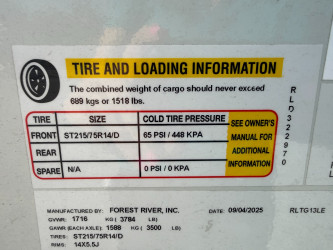 TIRE AND LOADING INFORMATION
The combined weight of cargo should never exceed
689 kgs or 1518 lbs.
TIRE SIZE COLD TIRE PRESSURE
FRONT ST215/75R14/D 65 PSI / 448 KPA
REAR
SPARE N/A 0 PSI / 0 KPA
SEE OWNER'S
MANUAL FOR
ADDITIONAL
INFORMATION
RLD322970
MANUFACTURED BY: FOREST RIVER, INC. DATE: 09/04/2025 RLTG13LE
GVWR: 1716 KG( 3784 LB)
GAWR EACH AXLE: 1588 KG ( 3500 LB)
TIRES: ST215/75R14/D
RIMS: 14X5.5J